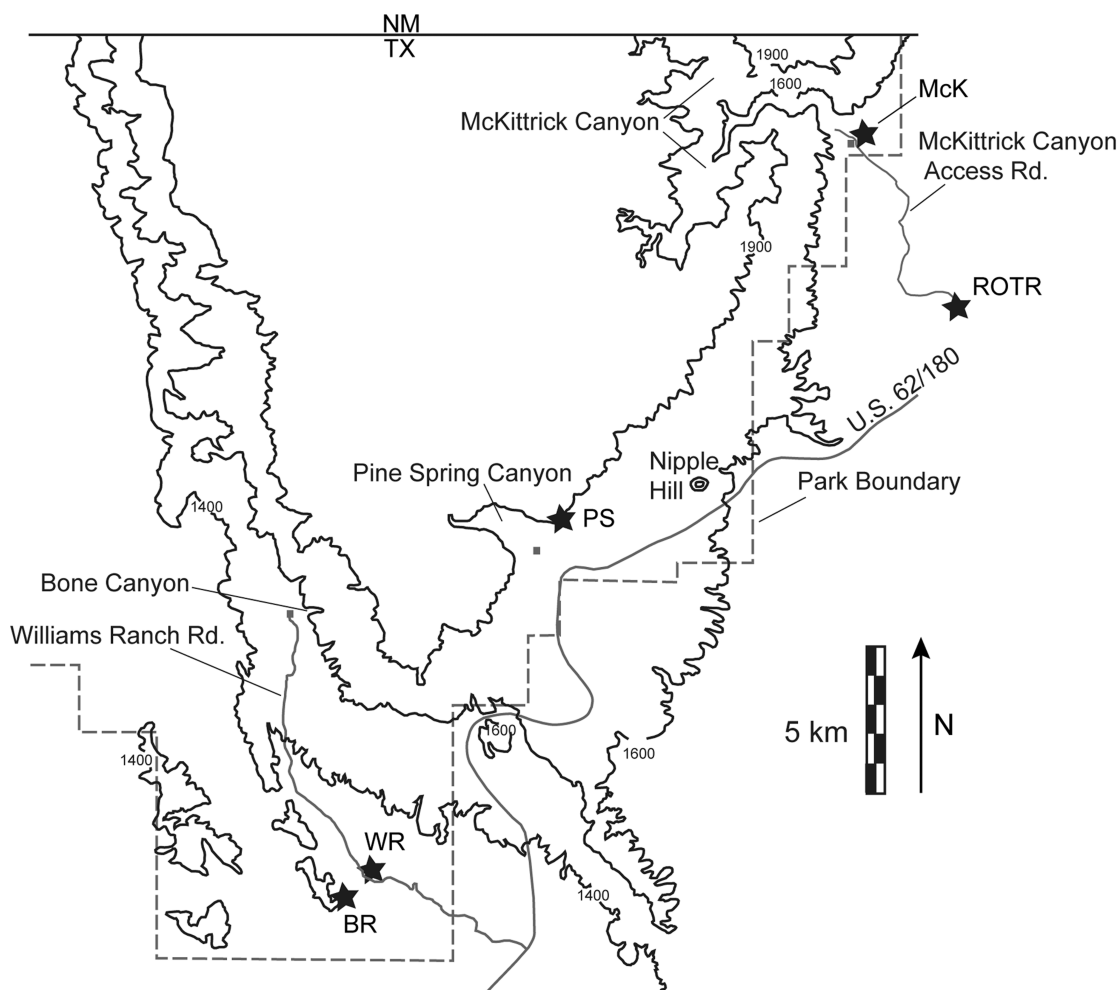 NM
TX
1900
1600
McK
McKittrick Canyon
McKittrick Canyon
Access Rd.
1900
ROTR
U.S. 62/180
Nipple
Hill
Pine Spring Canyon
Park Boundary
1400
PS
Bone Canyon
Williams Ranch Rd.
1600
1600
5 km
N
1400
WR
1400
BR